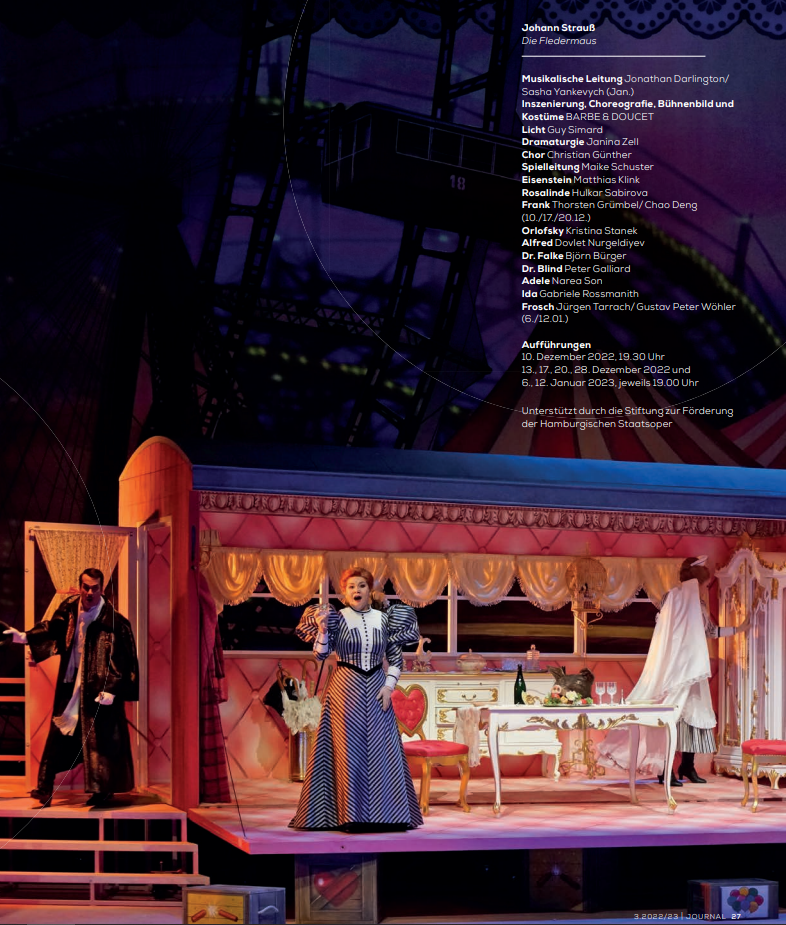 Johann Strauß
Die Fledermaus
Musikalische Leitung Jonathan Darlington/
Sasha Yankevych (Jan.)
Inszenierung, Choreografie, Bühnenbild und
Kostüme BARBE & DOUCET
Licht Guy Simard
Dramaturgie Janina Zell
Chor Christian Günther
Spielleitung Maike Schuster
Eisenstein Matthias Klink
Rosalinde Hulkar Sabirova
Frank Thorsten Grümbel/ Chao Deng
(10./17./20.12.)
Orlofsky Kristina Stanek
Alfred Dovlet Nurgeldiyev
Dr. Falke Björn Bürger
Dr. Blind Peter Galliard
Adele Narea Son
Ida Gabriele Rossmanith
Frosch Jürgen Tarrach/ Gustav Peter Wöhler
(6./12.01.)
Aufführungen
10. Dezember 2022, 19.30 Uhr
13., 17., 20., 28. Dezember 2022 und
6., 12. Januar 2023, jeweils 19.00 Uhr
Unterstützt durch die Stiftung zur Förderung
der Hamburgischen Staatsoper
18
3.2022/23 | JOURNAL 27